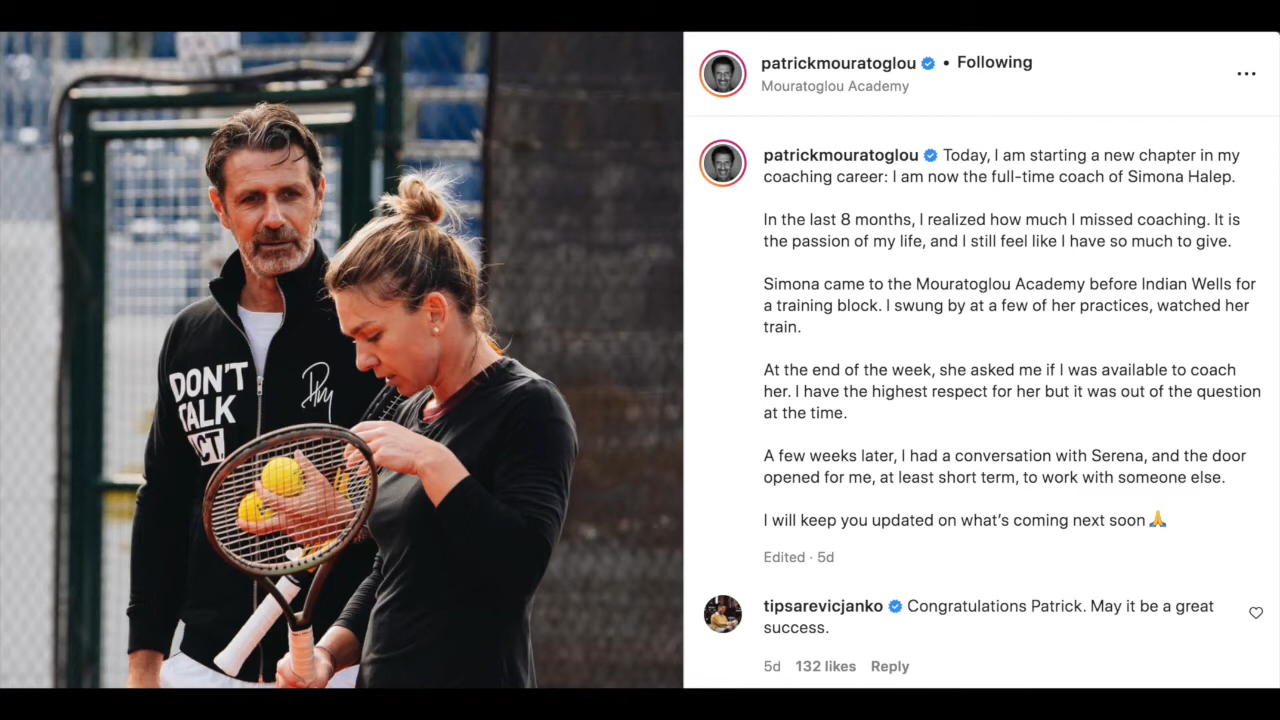 DON'T
TALK
ACT.
patrickmouratoglou • Following
Mouratoglou Academy
patrickmouratoglou Today, I am starting a new chapter in my
coaching career: I am now the full-time coach of Simona Halep.
In the last 8 months, I realized how much I missed coaching. It is
the passion of my life, and I still feel like I have so much to give.
Simona came to the Mouratoglou Academy before Indian Wells for
a training block. I swung by at a few of her practices, watched her
train.
At the end of the week, she asked me if I was available to coach
her. I have the highest respect for her but it was out of the question
at the time.
A few weeks later, I had a conversation with Serena, and the door
opened for me, at least short term, to work with someone else.
I will keep you updated on what's coming next soon 🙏
Edited · 5d
tipsarevicjanko Congratulations Patrick. May it be a great
success.
5d 132 likes Reply